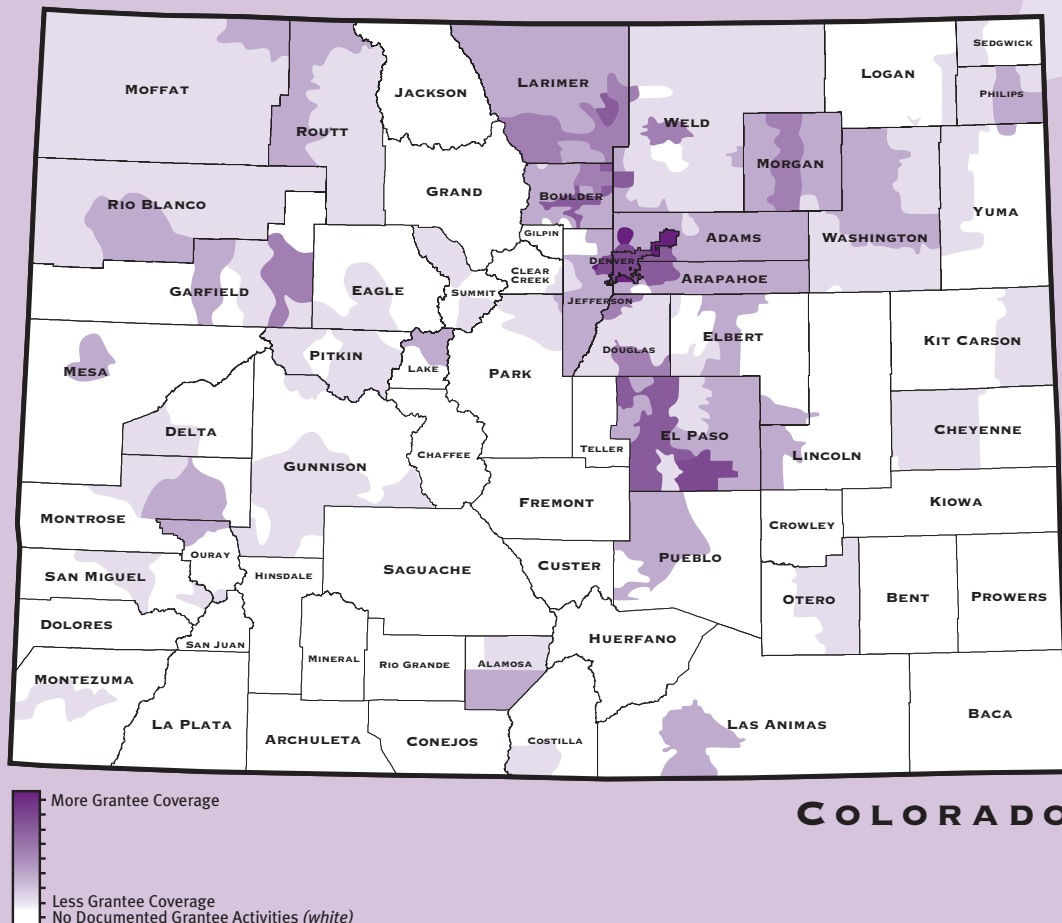 SEDGWICK
LOGAN
MOFFAT
JACKSON
LARIMER
PHILIPS
ROUTT
WELD
MORGAN
GRAND
BOULDER
RIO BLANCO
YUMA
GILPIN
ADAMS
WASHINGTON
DENVER
CLEAR
CREEK
ARAPAHOE
GARFIELD
EAGLE
SUMMIT
JEFFERSON
ELBERT
KIT CARSON
DOUGLAS
PITKIN
LAKE
PARK
MESA
DELTA
EL PASO
CHEYENNE
TELLER
CHAFFEE
LINCOLN
GUNNISON
FREMONT
KIOWA
MONTROSE
CROWLEY
OURAY
PUEBLO
CUSTER
SAGUACHE
SAN MIGUEL
HINSDALE
OTERO
BENT
PROWERS
DOLORES
SAN JUAN
HUERFANO
MINERAL
RIO GRANDE
ALAMOSA
MONTEZUMA
LA PLATA
ARCHULETA
CONEJOS
COSTILLA
LAS ANIMAS
BACA
More Grantee Coverage
COLORADO
Less Grantee Coverage
No Documented Grantee Activities (white)